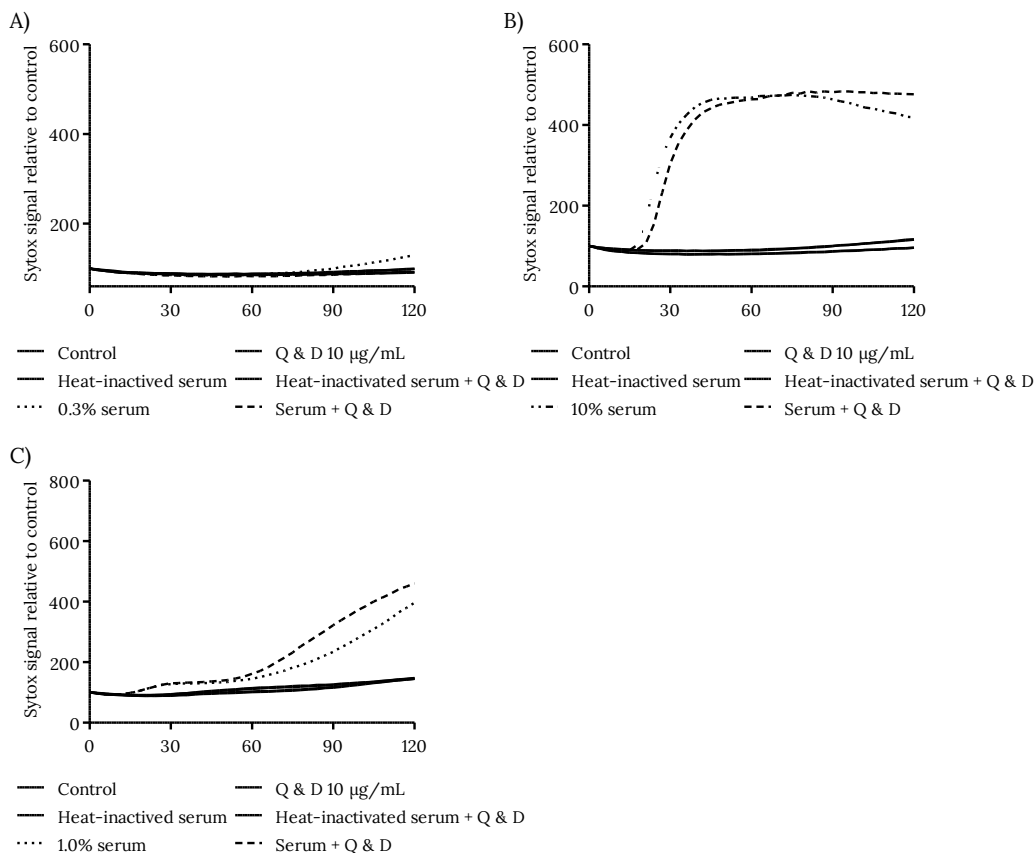 A)
Sytox signal relative to control
600
400
200
0 30 60 90 120
Control
Q & D 10 μg/mL
Heat-inactived serum
Heat-inactivated serum + Q & D
0.3% serum
Serum + Q & D
B)
Sytox signal relative to control
600
400
200
0
0 30 60 90 120
Control
Q & D 10 μg/mL
Heat-inactived serum
Heat-inactivated serum + Q & D
10% serum
Serum + Q & D
C)
Sytox signal relative to control
800
600
400
200
0
0 30 60 90 120
Control
Q & D 10 μg/mL
Heat-inactived serum
Heat-inactivated serum + Q & D
1.0% serum
Serum + Q & D